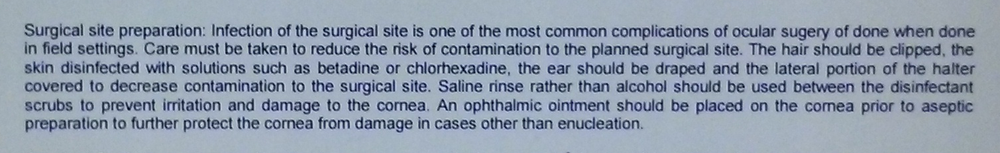 Surgical site preparation: Infection of the surgical site is one of the most common complications of ocular sugery of done when done
in field settings. Care must be taken to reduce the risk of contamination to the planned surgical site. The hair should be clipped, the
skin disinfected with solutions such as betadine or chlorhexadine, the ear should be draped and the lateral portion of the halter
covered to decrease contamination to the surgical site. Saline rinse rather than alcohol should be used between the disinfectant
scrubs to prevent irritation and damage to the cornea. An ophthalmic ointment should be placed on the cornea prior to aseptic
preparation to further protect the cornea from damage in cases other than enucleation.